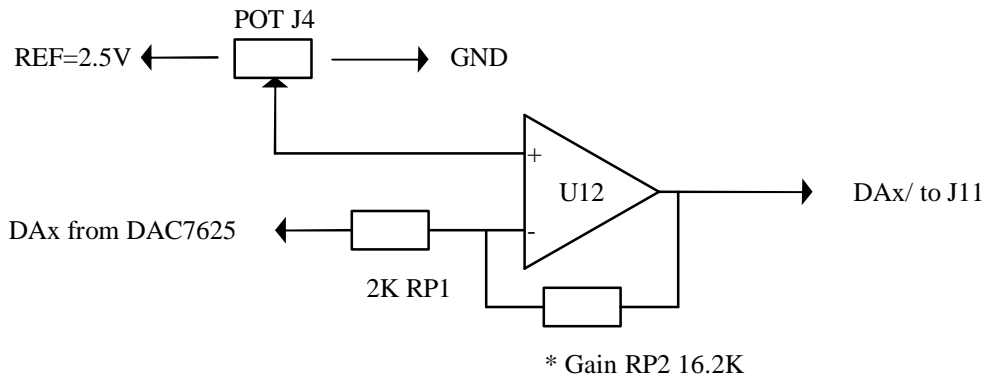 POT J4
REF=2.5V
GND
+
U12
DAx/ to J11
DAx from DAC7625
-
2K RP1
* Gain RP2 16.2K